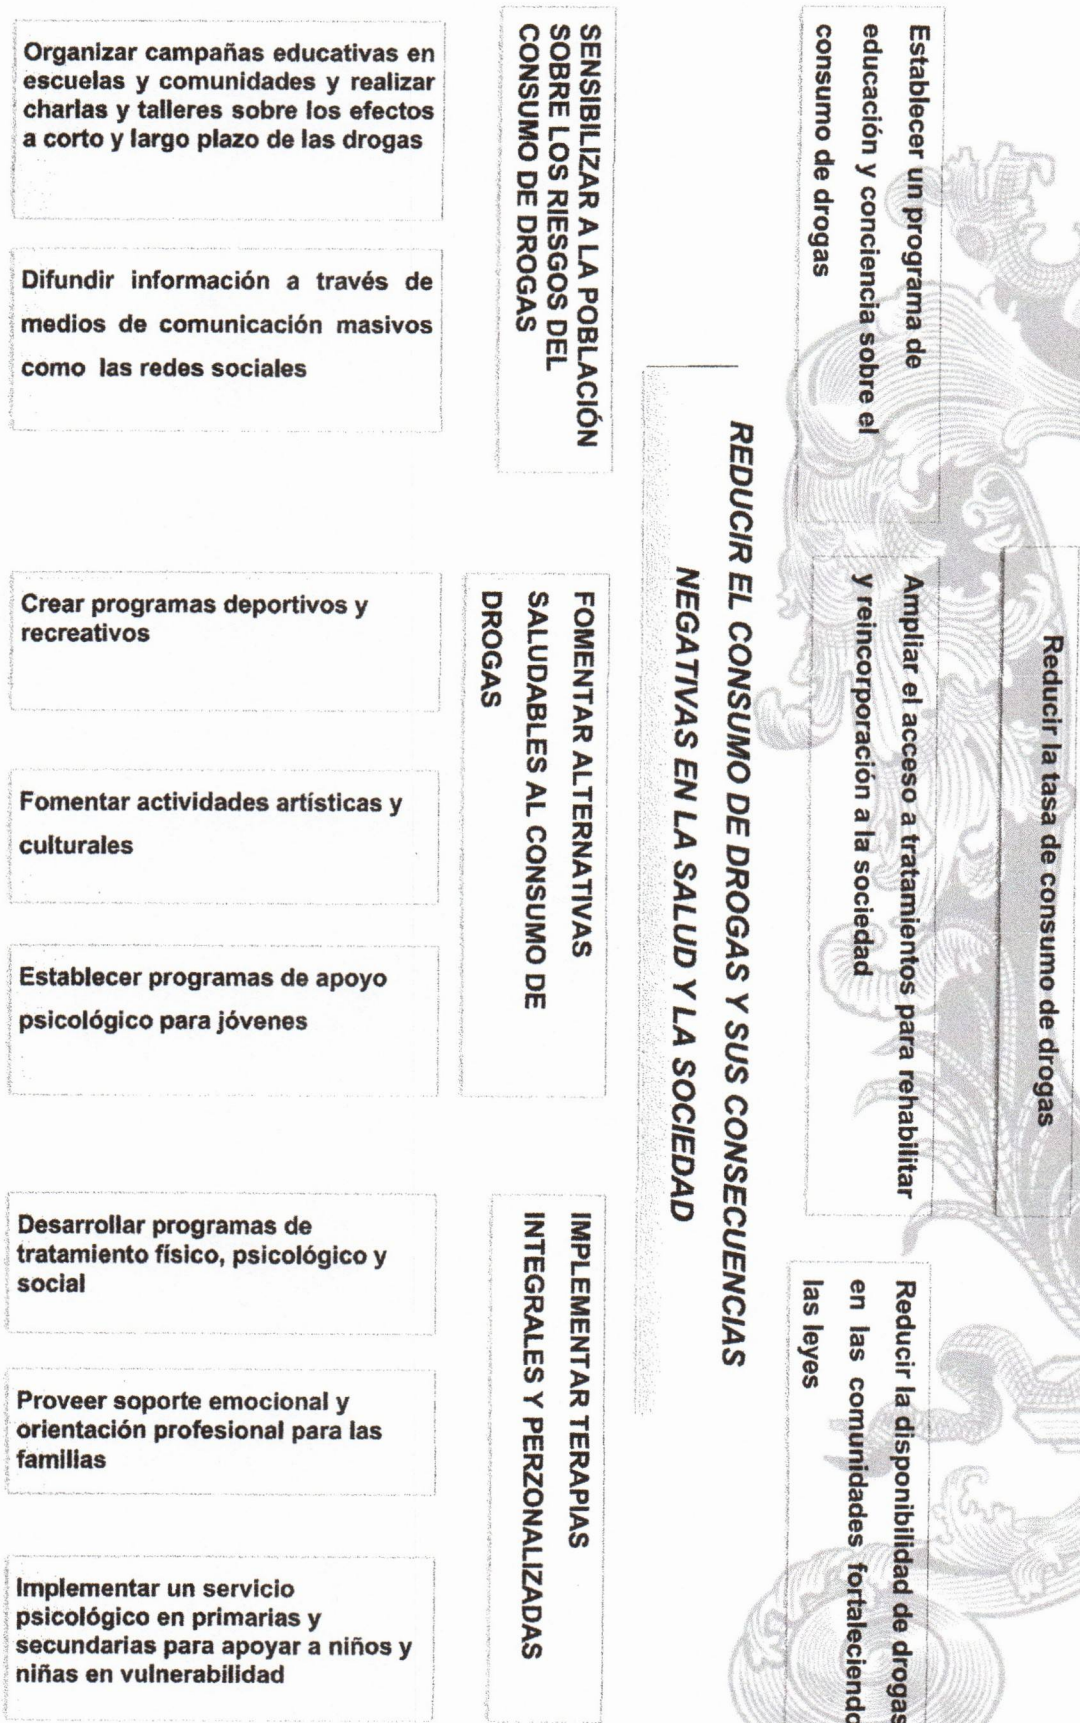 Reducir la tasa de consumo de drogas
Establecer un programa de
educación y conciencia sobre el
consumo de drogas
Ampliar el acceso a tratamientos para rehabilitar
y reincorporación a la sociedad
Reducir la disponibilidad de drogas
en las comunidades fortaleciendo
las leyes
REDUCIR EL CONSUMO DE DROGAS Y SUS CONSECUENCIAS
NEGATIVAS EN LA SALUD Y LA SOCIEDAD
SENSIBILIZAR A LA POBLACIÓN
SOBRE LOS RIESGOS DEL
CONSUMO DE DROGAS
FOMENTAR ALTERNATIVAS
SALUDABLES AL CONSUMO DE
DROGAS
IMPLEMENTAR TERAPIAS
INTEGRALES Y PERZONALIZADAS
Organizar campañas educativas en
escuelas y comunidades y realizar
charlas y talleres sobre los efectos
a corto y largo plazo de las drogas
Difundir información a través de
medios de comunicación masivos
como las redes sociales
Crear programas deportivos y
recreativos
Fomentar actividades artísticas y
culturales
Establecer programas de apoyo
psicológico para jóvenes
Desarrollar programas de
tratamiento físico, psicológico y
social
Proveer soporte emocional y
orientación profesional para las
familias
Implementar un servicio
psicológico en primarias y
secundarias para apoyar a niños y
niñas en vulnerabilidad